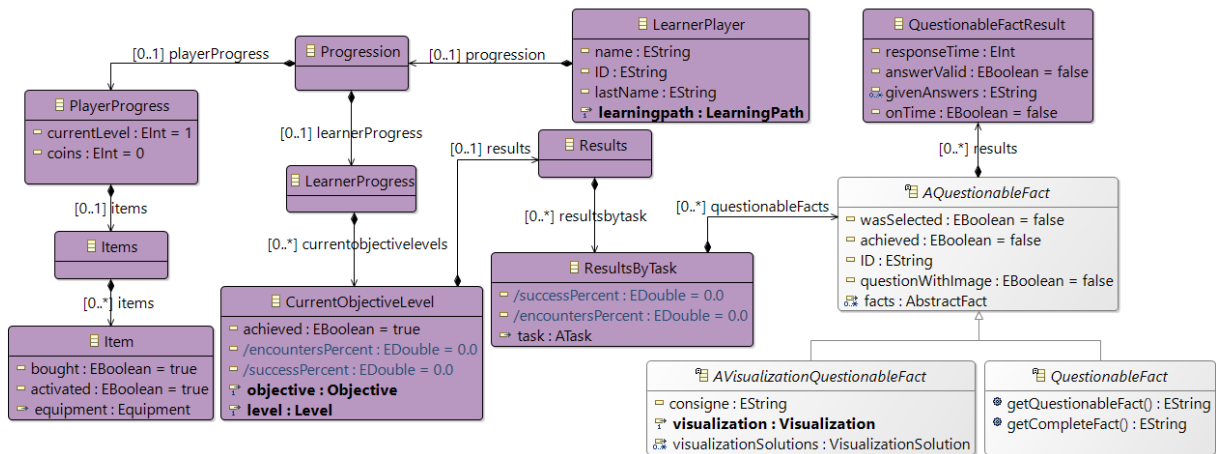 LearnerPlayer
name : EString
ID : EString
lastName : EString
learningpath : LearningPath
QuestionableFactResult
responseTime : EInt
answerValid : EBoolean = false
givenAnswers : EString
onTime : EBoolean = false
Progression
[0..1] playerProgress
[0..1] progression
PlayerProgress
currentLevel : EInt = 1
coins : EInt = 0
[0..1] learnerProgress
[0..1] results
Results
[0..*] results
LearnerProgress
[0..1] items
[0..*] resultsbytask
[0..*] questionableFacts
AQuestionableFact
wasSelected : EBoolean = false
achieved : EBoolean = false
ID : EString
questionWithImage : EBoolean = false
facts : AbstractFact
Items
[0..*] currentobjectivelevels
[0..*] items
ResultsByTask
/successPercent : EDouble = 0.0
/encountersPercent : EDouble = 0.0
task : ATask
CurrentObjectiveLevel
achieved : EBoolean = true
/encountersPercent : EDouble = 0.0
/successPercent : EDouble = 0.0
objective : Objective
level : Level
Item
bought : EBoolean = true
activated : EBoolean = true
equipment : Equipment
AVisualizationQuestionableFact
consigne : EString
visualization : Visualization
visualizationSolutions : VisualizationSolution
QuestionableFact
getQuestionableFact() : EString
getCompleteFact() : EString